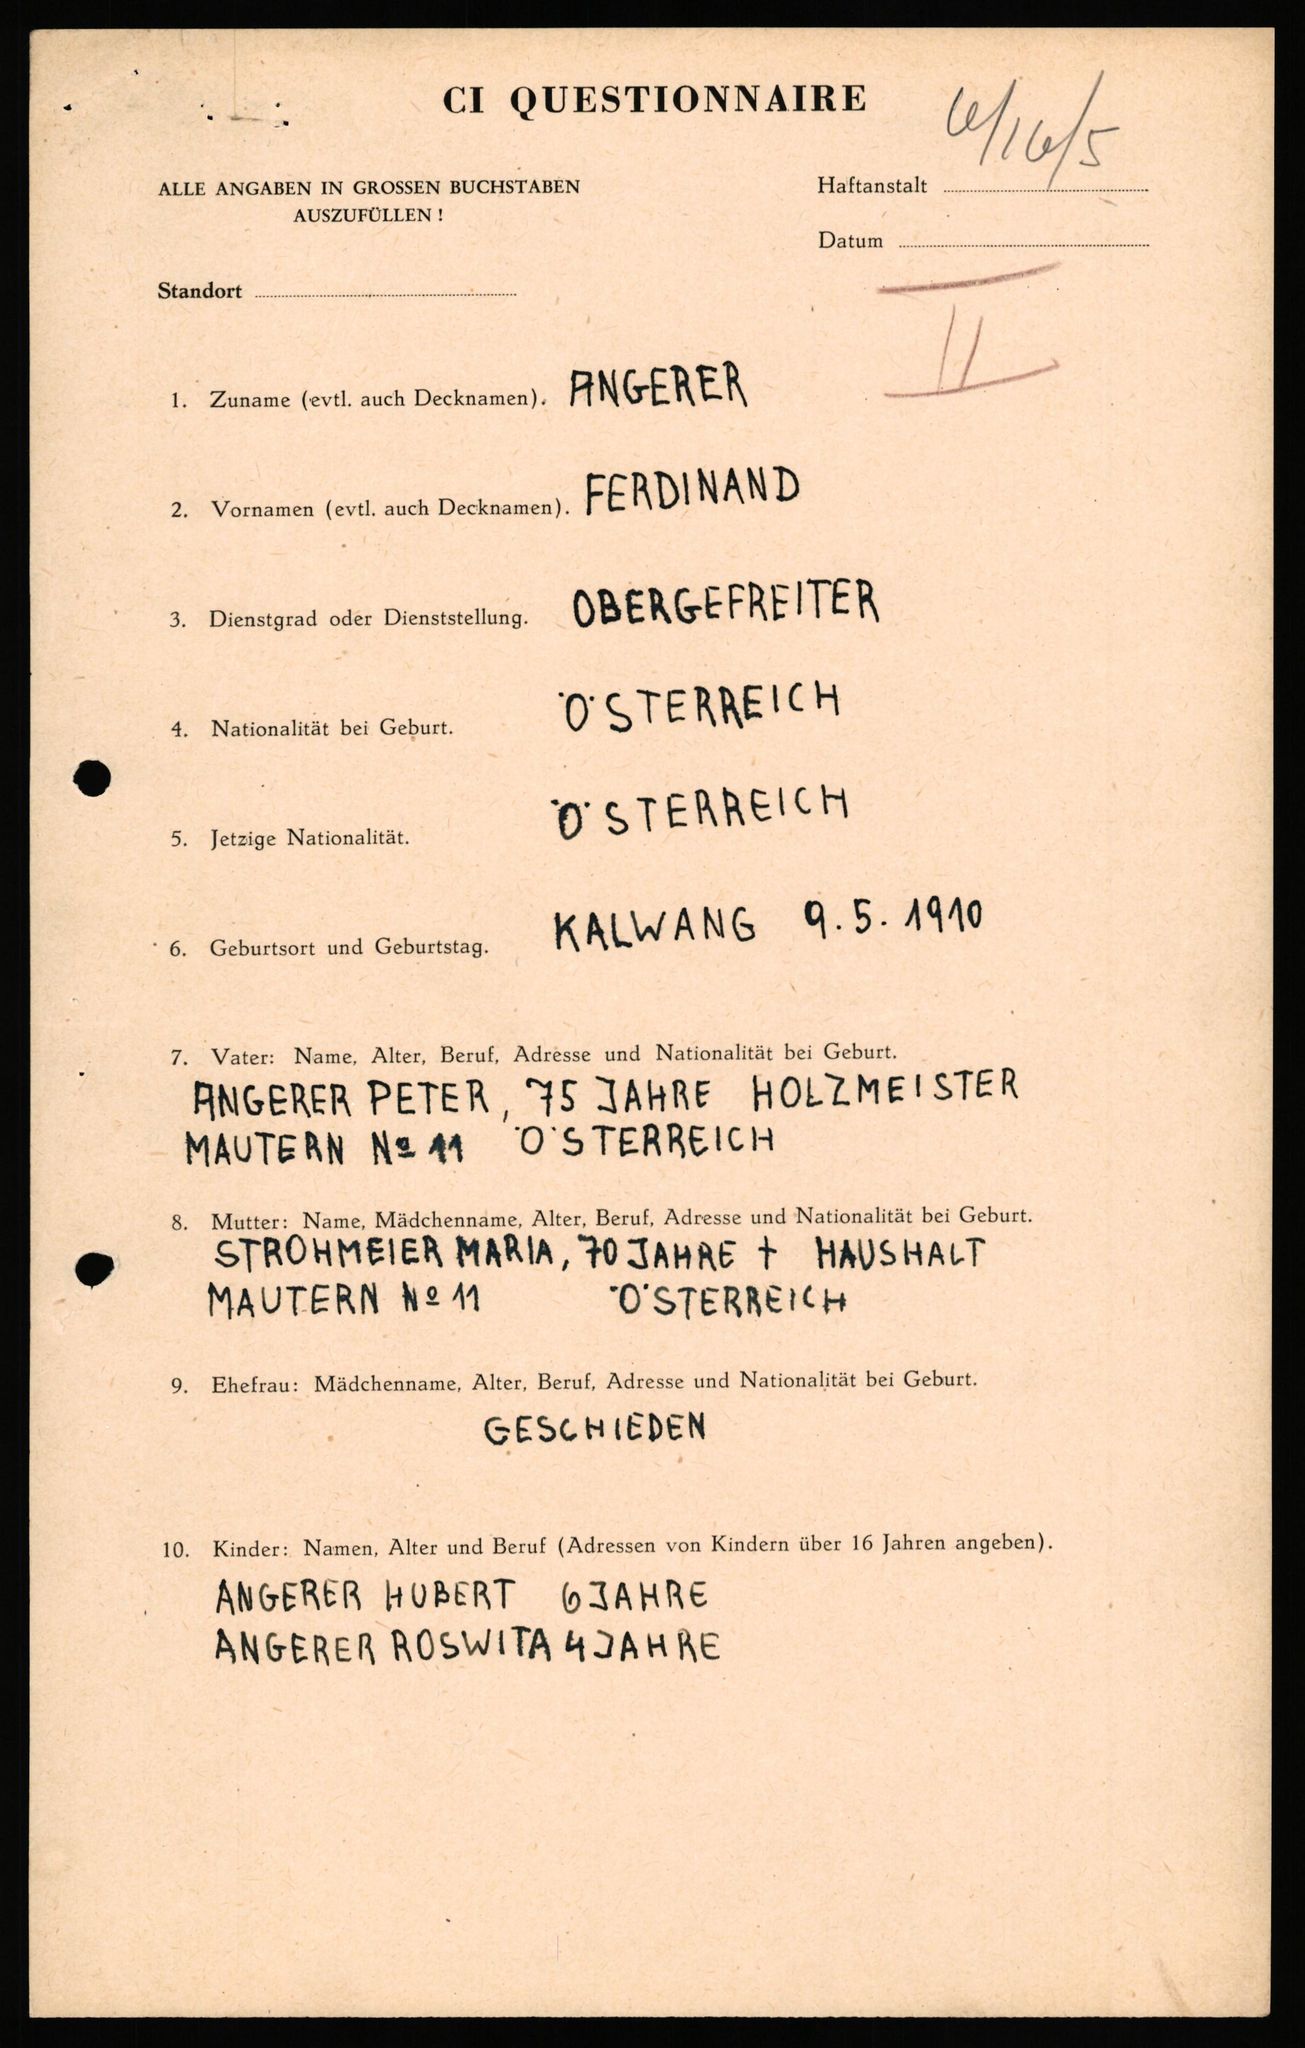 CI QUESTIONNAIRE
6/16/5
ALLE ANGABEN IN GROSSEN BUCHSTABEN
AUSZUFÜLLEN !
Haftanstalt
Datum
Standort
II
1. Zuname (evtl. auch Decknamen). ANGERER
2. Vornamen (evtl. auch Decknamen). FERDINAND
3. Dienstgrad oder Dienststellung. OBERGEFREITER
4. Nationalität bei Geburt. ÖSTERREICH
5. Jetzige Nationalität. ÖSTERREICH
6. Geburtsort und Geburtstag. KALWANG 9.5.1910
7. Vater: Name, Alter, Beruf, Adresse und Nationalität bei Geburt.
ANGERER PETER, 75 JAHRE HOLZMEISTER
MAUTERN No 11 ÖSTERREICH
8. Mutter: Name, Mädchenname, Alter, Beruf, Adresse und Nationalität bei Geburt.
STROHMEIER MARIA, 70 JAHRE † HAUSHALT
MAUTERN No 11 ÖSTERREICH
9. Ehefrau: Mädchenname, Alter, Beruf, Adresse und Nationalität bei Geburt.
GESCHIEDEN
10. Kinder: Namen, Alter und Beruf (Adressen von Kindern über 16 Jahren angeben).
ANGERER HUBERT 6 JAHRE
ANGERER ROSWITA 4 JAHRE